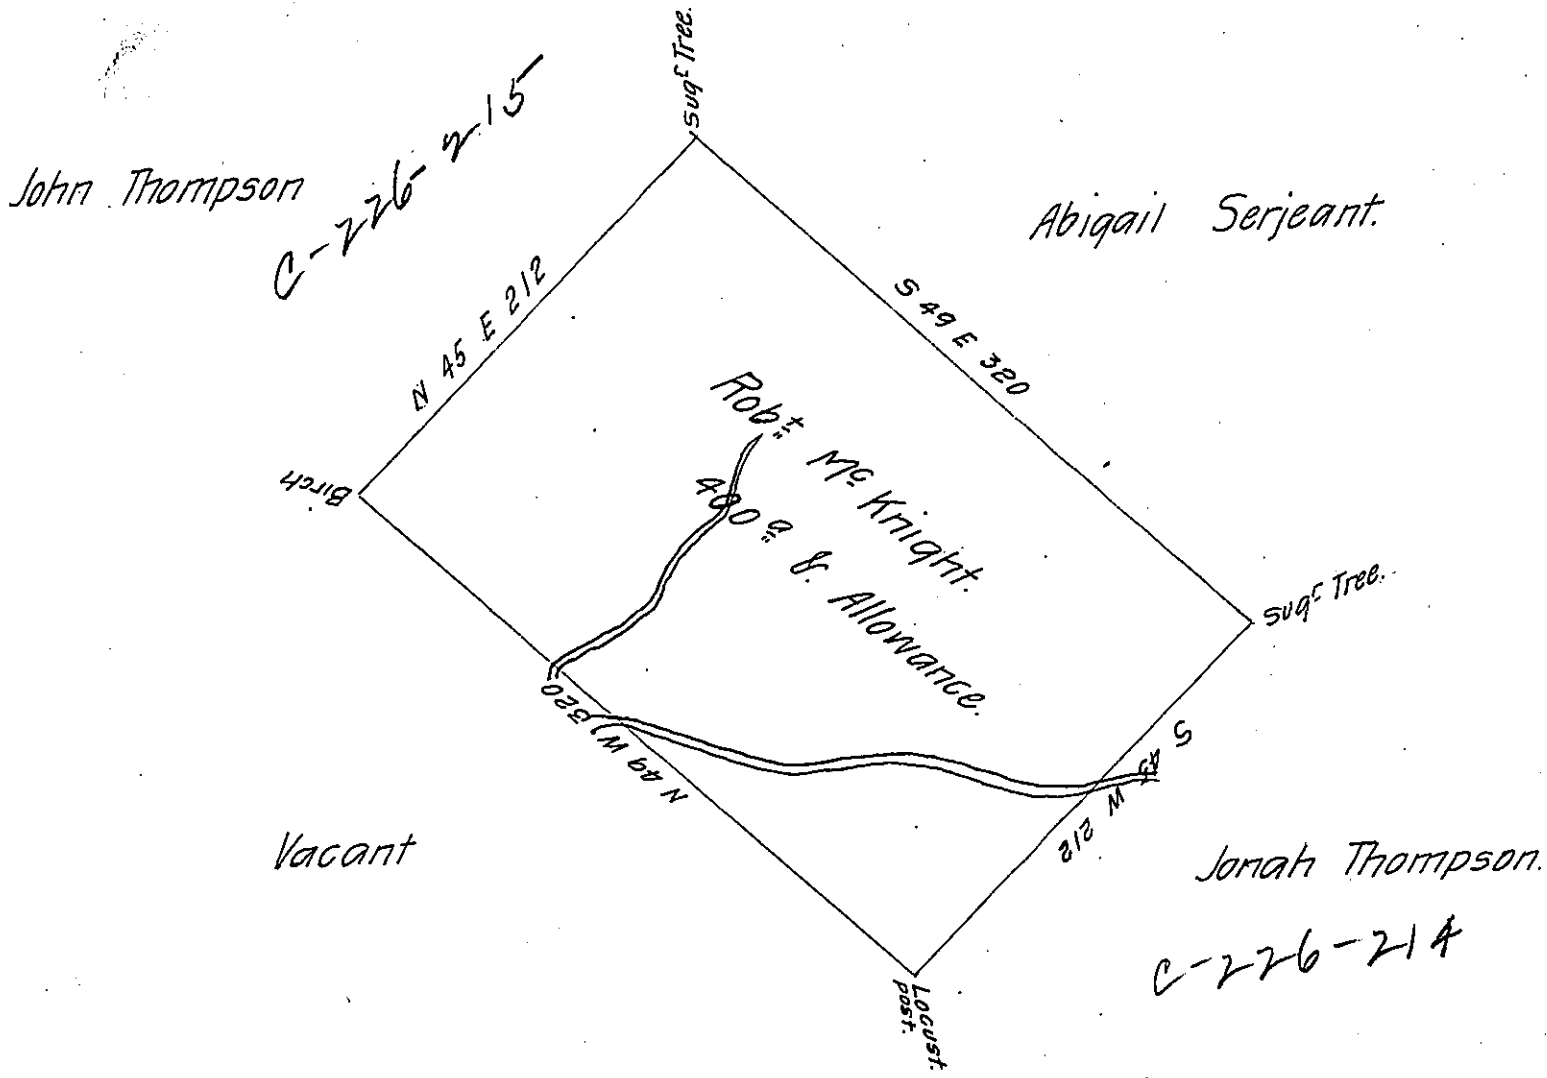 Sugr Tree.
John Thompson
C-226-215
Abigail Serjeant.
N 45 E 212
S 49 E 320
Robt Mc Knight.
400 a & Allowance.
Birch
Sugr Tree.
N 49 W 320
S 45 W 212
Vacant
Jonah Thompson.
C-226-214
Locust
post.